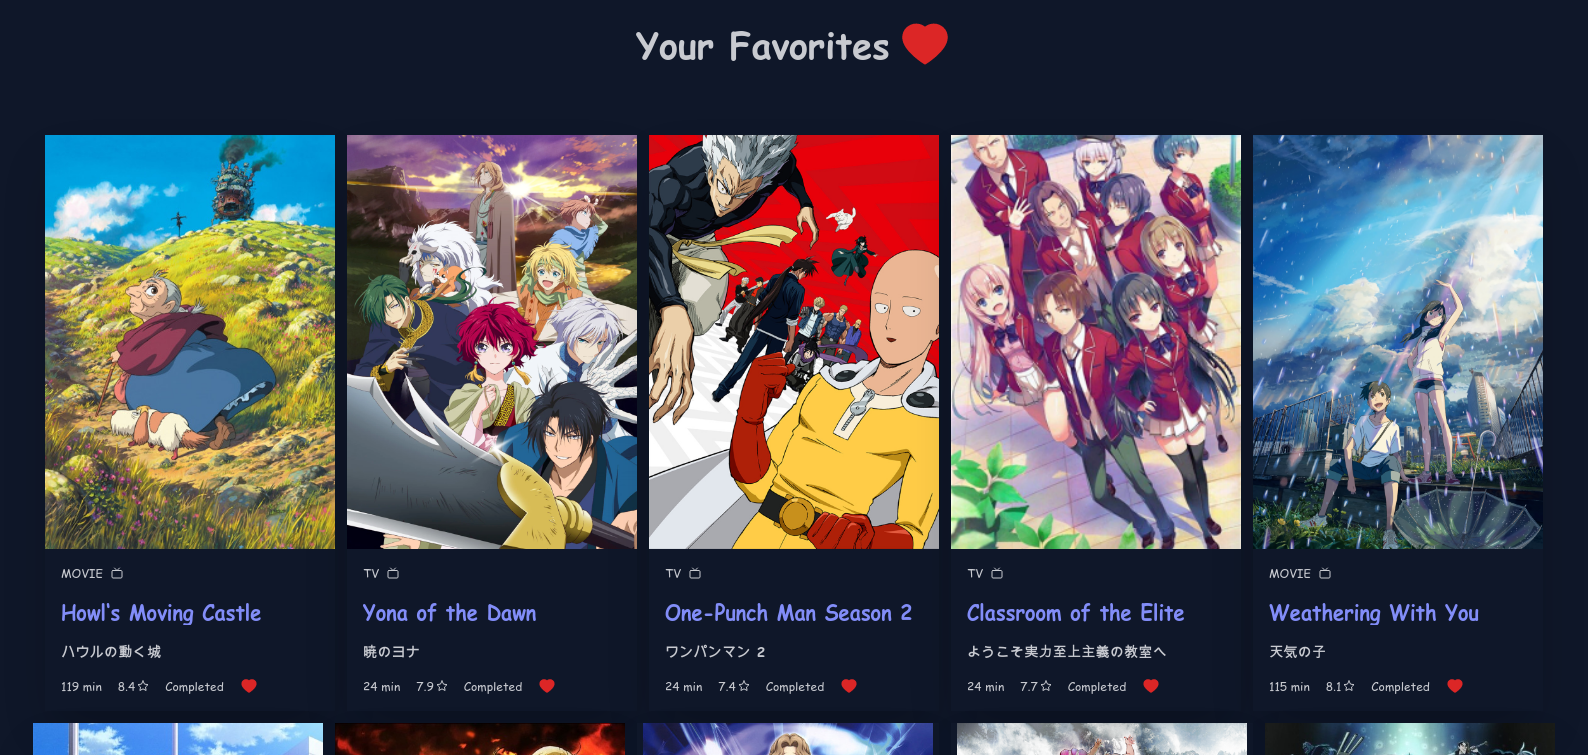 Your Favorites
MOVIE
Howl's Moving Castle
ハウルの動く城
119 min 8.4 Completed
TV
Yona of the Dawn
暁のヨナ
24 min 7.9 Completed
TV
One-Punch Man Season 2
ワンパンマン 2
24 min 7.4 Completed
TV
Classroom of the Elite
ようこそ実力至上主義の教室へ
24 min 7.7 Completed
MOVIE
Weathering With You
天気の子
115 min 8.1 Completed